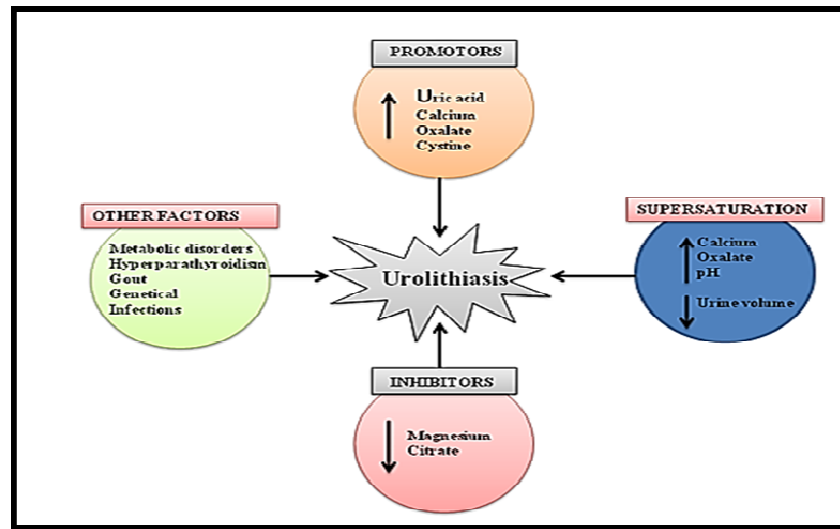 PROMOTORS
Uric acid
Calcium
Oxalate
Cystine
OTHER FACTORS
Metabolic disorders
Hyperparathyroidism
Gout
Genetical
Infections
Urolithiasis
SUPERSATURATION
Calcium
Oxalate
pH
Urine volume
INHIBITORS
Magnesium
Citrate